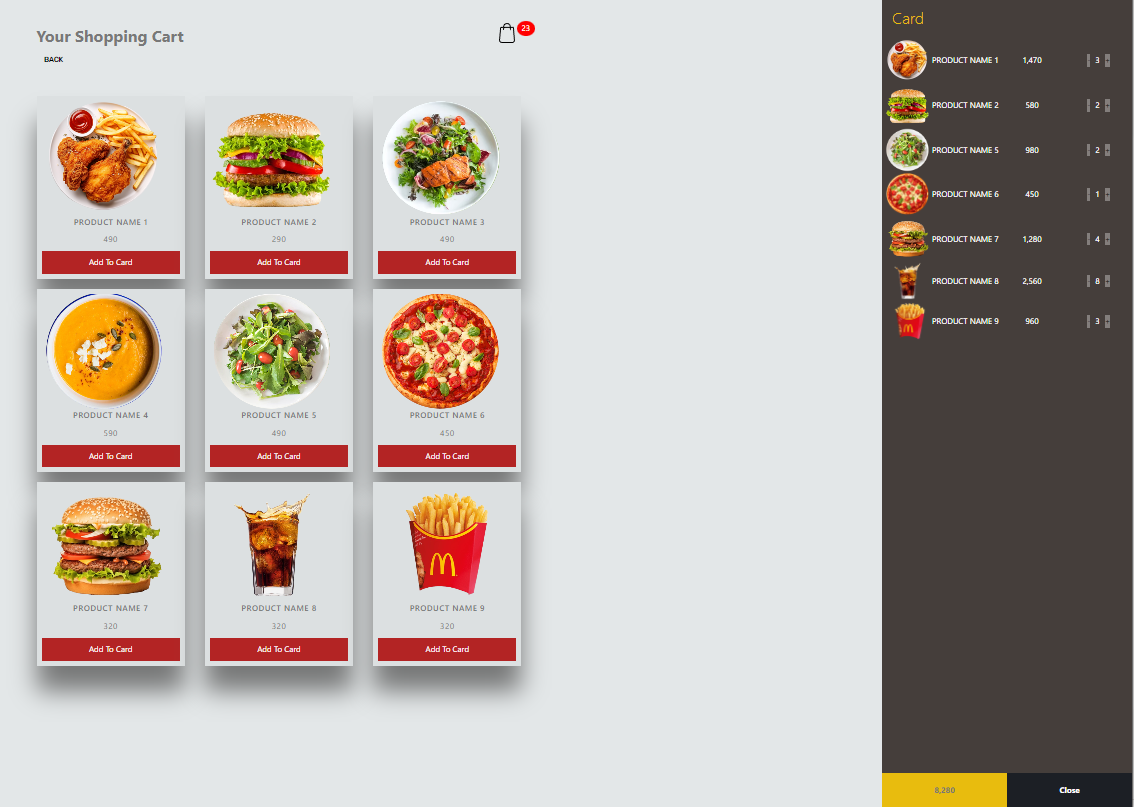 Your Shopping Cart
23
BACK
PRODUCT NAME 1
PRODUCT NAME 2
PRODUCT NAME 3
490
290
490
Add To Card
Add To Card
Add To Card
PRODUCT NAME 4
PRODUCT NAME 5
PRODUCT NAME 6
590
490
450
Add To Card
Add To Card
Add To Card
PRODUCT NAME 7
PRODUCT NAME 8
PRODUCT NAME 9
320
320
320
Add To Card
Add To Card
Add To Card
Card
PRODUCT NAME 1 1,470 3
PRODUCT NAME 2 580 2
PRODUCT NAME 5 980 2
PRODUCT NAME 6 450 1
PRODUCT NAME 7 1,280 4
PRODUCT NAME 8 2,560 8
PRODUCT NAME 9 960 3
8,280 Close